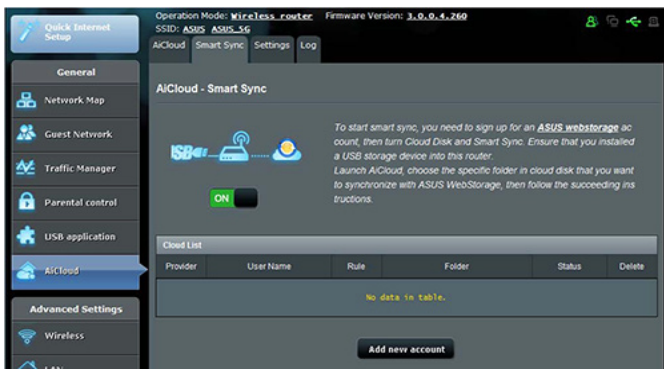 Quick Internet
Setup
Operation Mode: Wireless router Firmware Version: 3.0.0.4.260
SSID: ASUS ASUS_5G
AiCloud Smart Sync Settings Log
General
Network Map
Guest Network
Traffic Manager
Parental control
USB application
AiCloud
Advanced Settings
Wireless
LAN
AiCloud - Smart Sync
USB
ON
To start smart sync, you need to sign up for an ASUS webstorage ac
count, then turn Cloud Disk and Smart Sync. Ensure that you installed
a USB storage device into this router.
Launch AiCloud, choose the specific folder in cloud disk that you want
to synchronize with ASUS WebStorage, then follow the succeeding ins
tructions.
Cloud List
Provider User Name Rule Folder Status Delete
No data in table.
Add new account